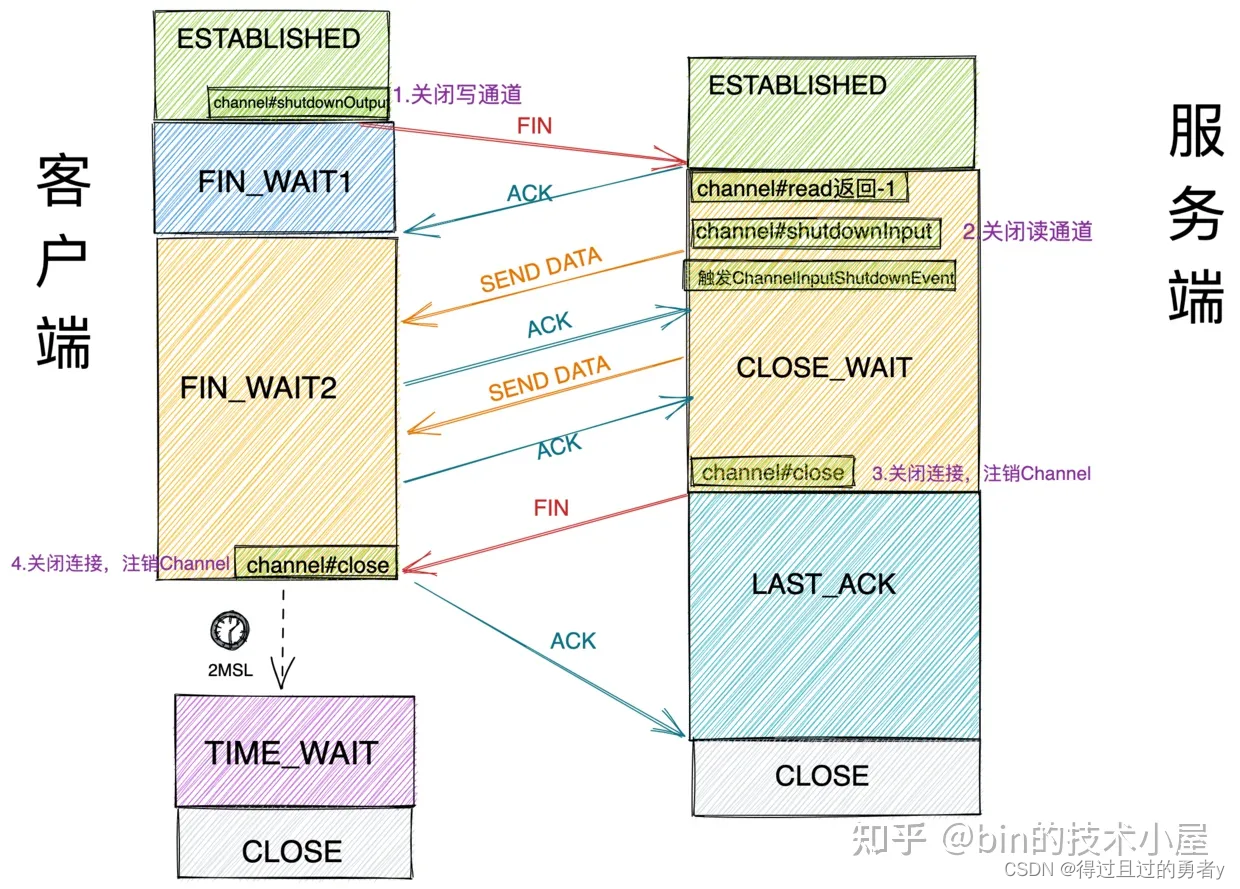 ESTABLISHED
channel#shutdownOutpu
1.关闭写通道
ESTABLISHED
FIN
客户端
服务端
FIN_WAIT1
ACK
channel#read返回-1
channel#shutdownInput
2.关闭读通道
SEND DATA
触发ChannelInputShutdownEvent
ACK
FIN_WAIT2
SEND DATA
CLOSE_WAIT
ACK
channel#close
3.关闭连接，注销Channel
FIN
4.关闭连接，注销Channel
channel#close
LAST_ACK
2MSL
ACK
TIME_WAIT
CLOSE
CLOSE
知乎 @bin的技术小屋
CSDN @得过且过的勇者y